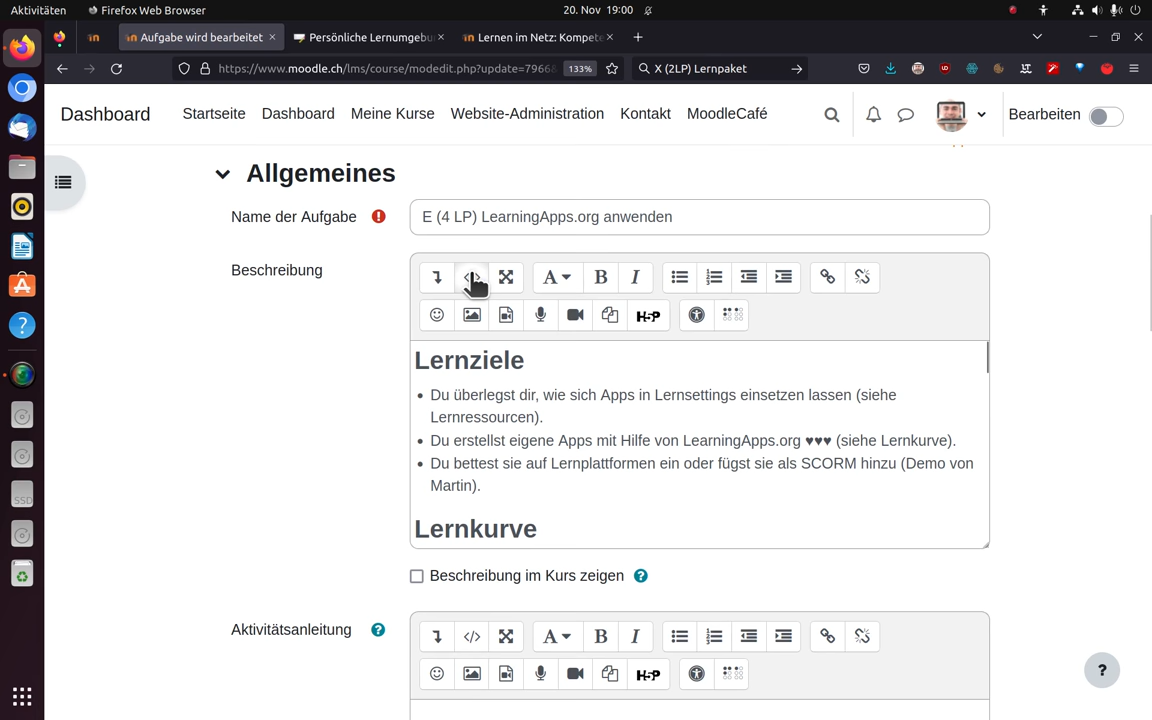 Aktivitäten
Firefox Web Browser
20. Nov 19:00
Aufgabe wird bearbeitet
Persönliche Lernumgebu
Lernen im Netz: Kompete
https://www.moodle.ch/lms/course/modedit.php?update=7966
133%
X (2LP) Lernpaket
Dashboard
Startseite
Dashboard
Meine Kurse
Website-Administration
Kontakt
MoodleCafé
Bearbeiten
Allgemeines
Name der Aufgabe
E (4 LP) LearningApps.org anwenden
Beschreibung
A
B
I
H-P
Lernziele
• Du überlegst dir, wie sich Apps in Lernsettings einsetzen lassen (siehe
Lernressourcen).
• Du erstellst eigene Apps mit Hilfe von LearningApps.org ♥♥♥ (siehe Lernkurve).
• Du bettest sie auf Lernplattformen ein oder fügst sie als SCORM hinzu (Demo von
Martin).
Lernkurve
Beschreibung im Kurs zeigen
Aktivitätsanleitung
A
B
I
H-P
SSD
?